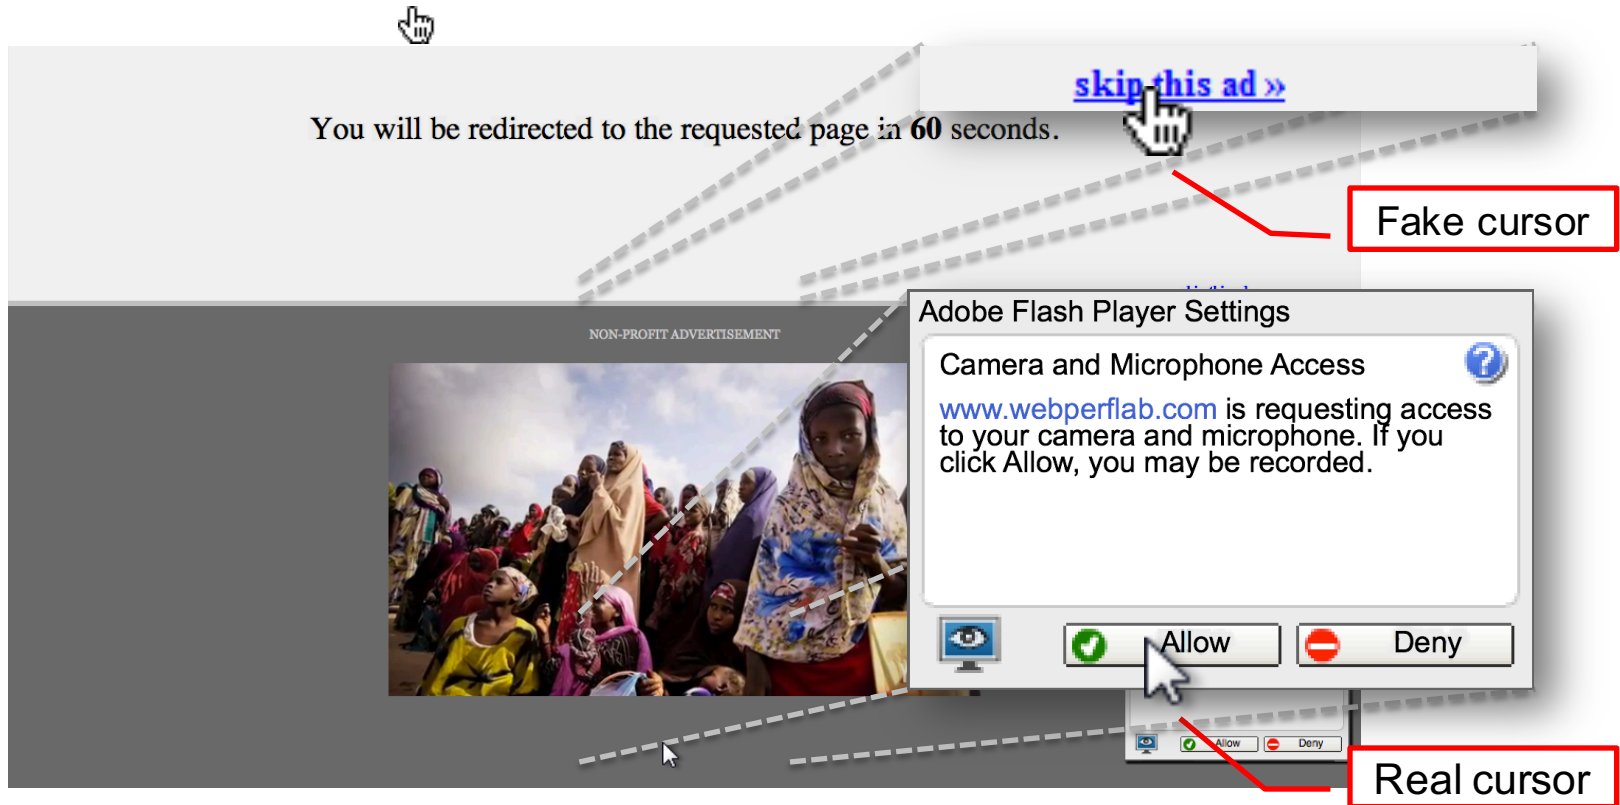 skip this ad »
You will be redirected to the requested page in 60 seconds.
Fake cursor
Adobe Flash Player Settings
NON-PROFIT ADVERTISEMENT
Camera and Microphone Access
www.webperflab.com is requesting access
to your camera and microphone. If you
click Allow, you may be recorded.
Allow
Deny
Allow
Deny
Real cursor